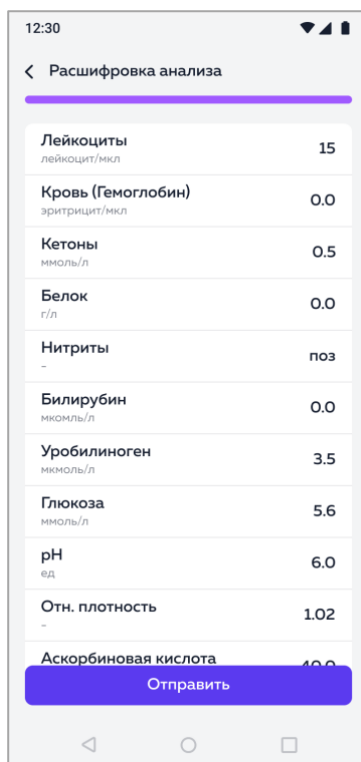 12:30
Расшифровка анализа
Лейкоциты
лейкоцит/мкл
15
Кровь (Гемоглобин)
эритрицит/мкл
0.0
Кетоны
ммоль/л
0.5
Белок
г/л
0.0
Нитриты
-
поз
Билирубин
мкомль/л
0.0
Уробилиноген
мкмоль/л
3.5
Глюкоза
ммоль/л
5.6
pH
ед
6.0
Отн. плотность
-
1.02
Аскорбиновая кислота
40.0
Отправить